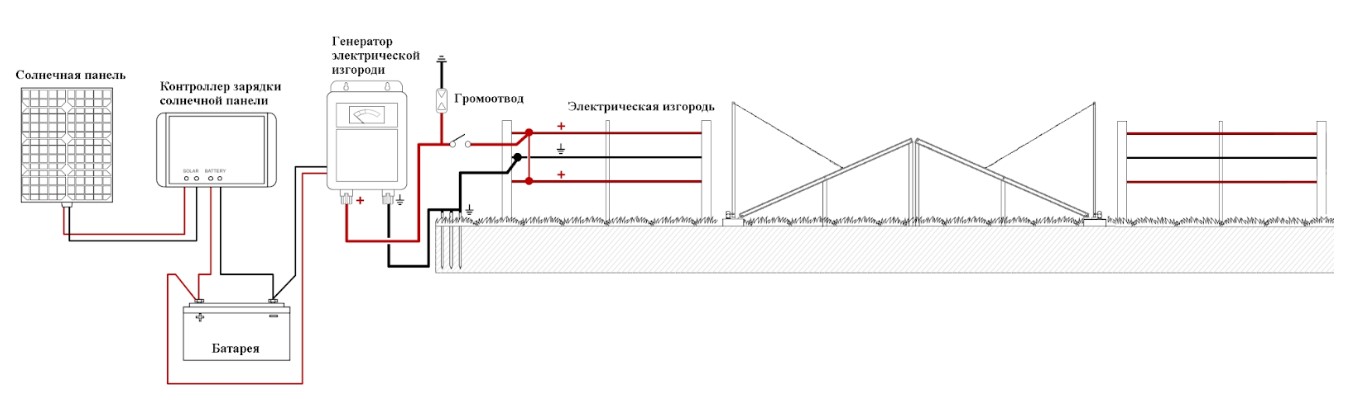 Солнечная панель
Контроллер зарядки
солнечной панели
SOLAR BATTERY
Генератор
электрической
изгороди
+
Громоотвод
Электрическая изгородь
+
+
+ −
Батарея